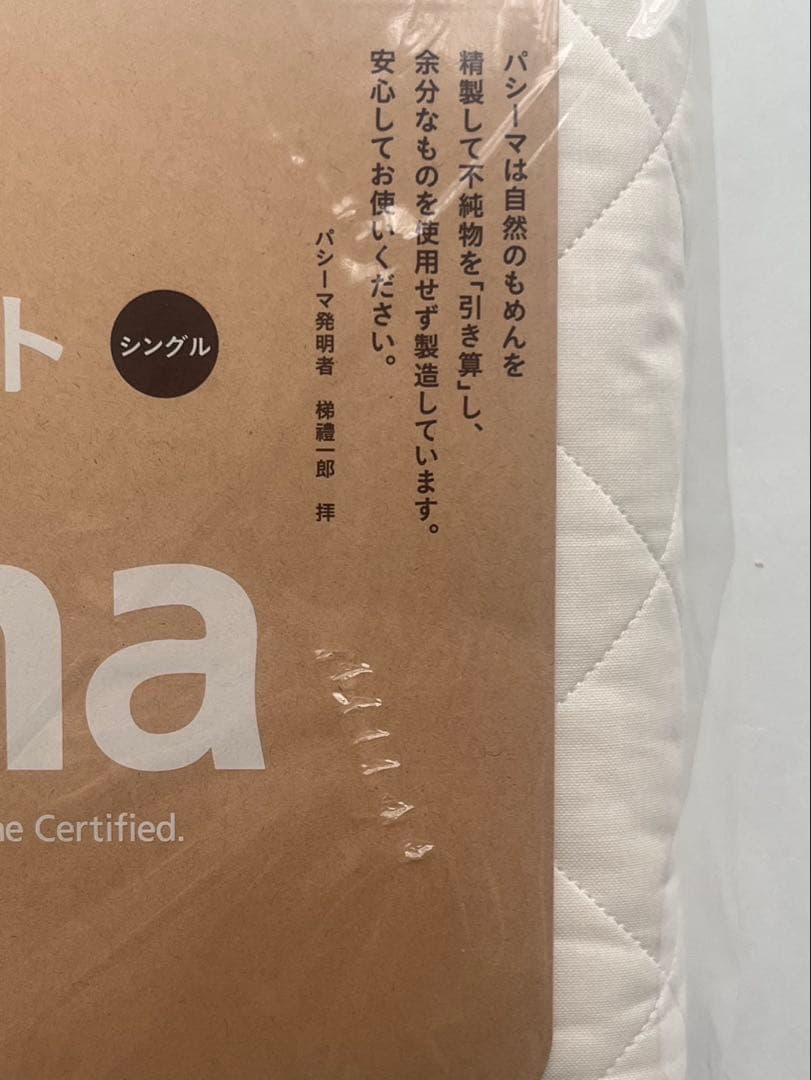 パシーマは自然のもめんを
精製して不純物を「引き算」し、
余分なものを使用せず製造しています。
安心してお使いください。
パシーマ発明者 梯禮一郎 拝
ト
シングル
na
ne Certified.